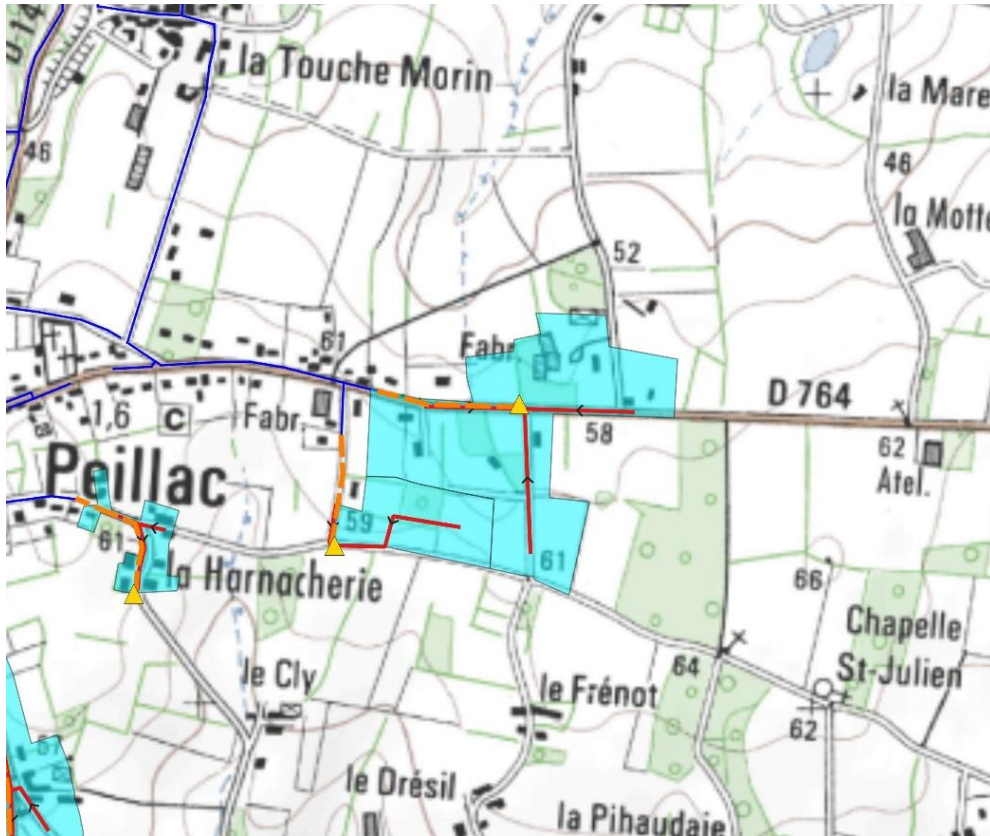 D 14
la Touche Morin
la Mare
46
46
la Motte
52
61
Fabr
D 764
1,6
C
Fabr.
58
62
Atel.
Peillac
59
61
61
la Harnacherie
66
Chapelle
St-Julien
64
le Cly
le Frénot
62
57
le Drésil
la Pihaudaie